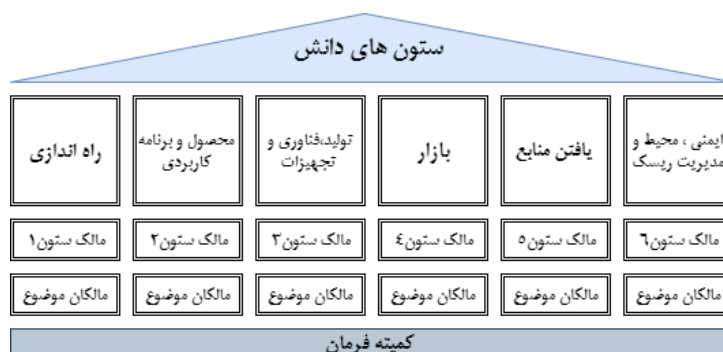 ستون های دانش
ایمنی ، محیط و
مدیریت ریسک
یافتن منابع
بازار
تولید،فناوری و
تجهیزات
محصول و برنامه
کاربردی
راه اندازی
مالک ستون۶
مالک ستون۵
مالک ستون٤
مالک ستون۳
مالک ستون۲
مالک ستون۱
مالکان موضوع
مالکان موضوع
مالکان موضوع
مالکان موضوع
مالکان موضوع
مالکان موضوع
کمیته فرمان